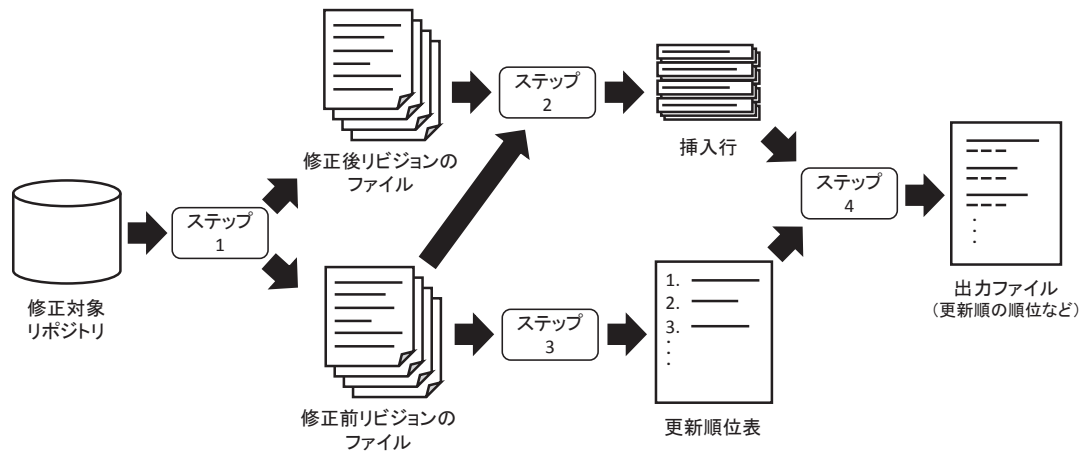 修正対象
リポジトリ
ステップ
1
修正後リビジョンの
ファイル
修正前リビジョンの
ファイル
ステップ
2
ステップ
3
挿入行
1.
2.
3.
更新順位表
ステップ
4
出力ファイル
(更新順の順位など)